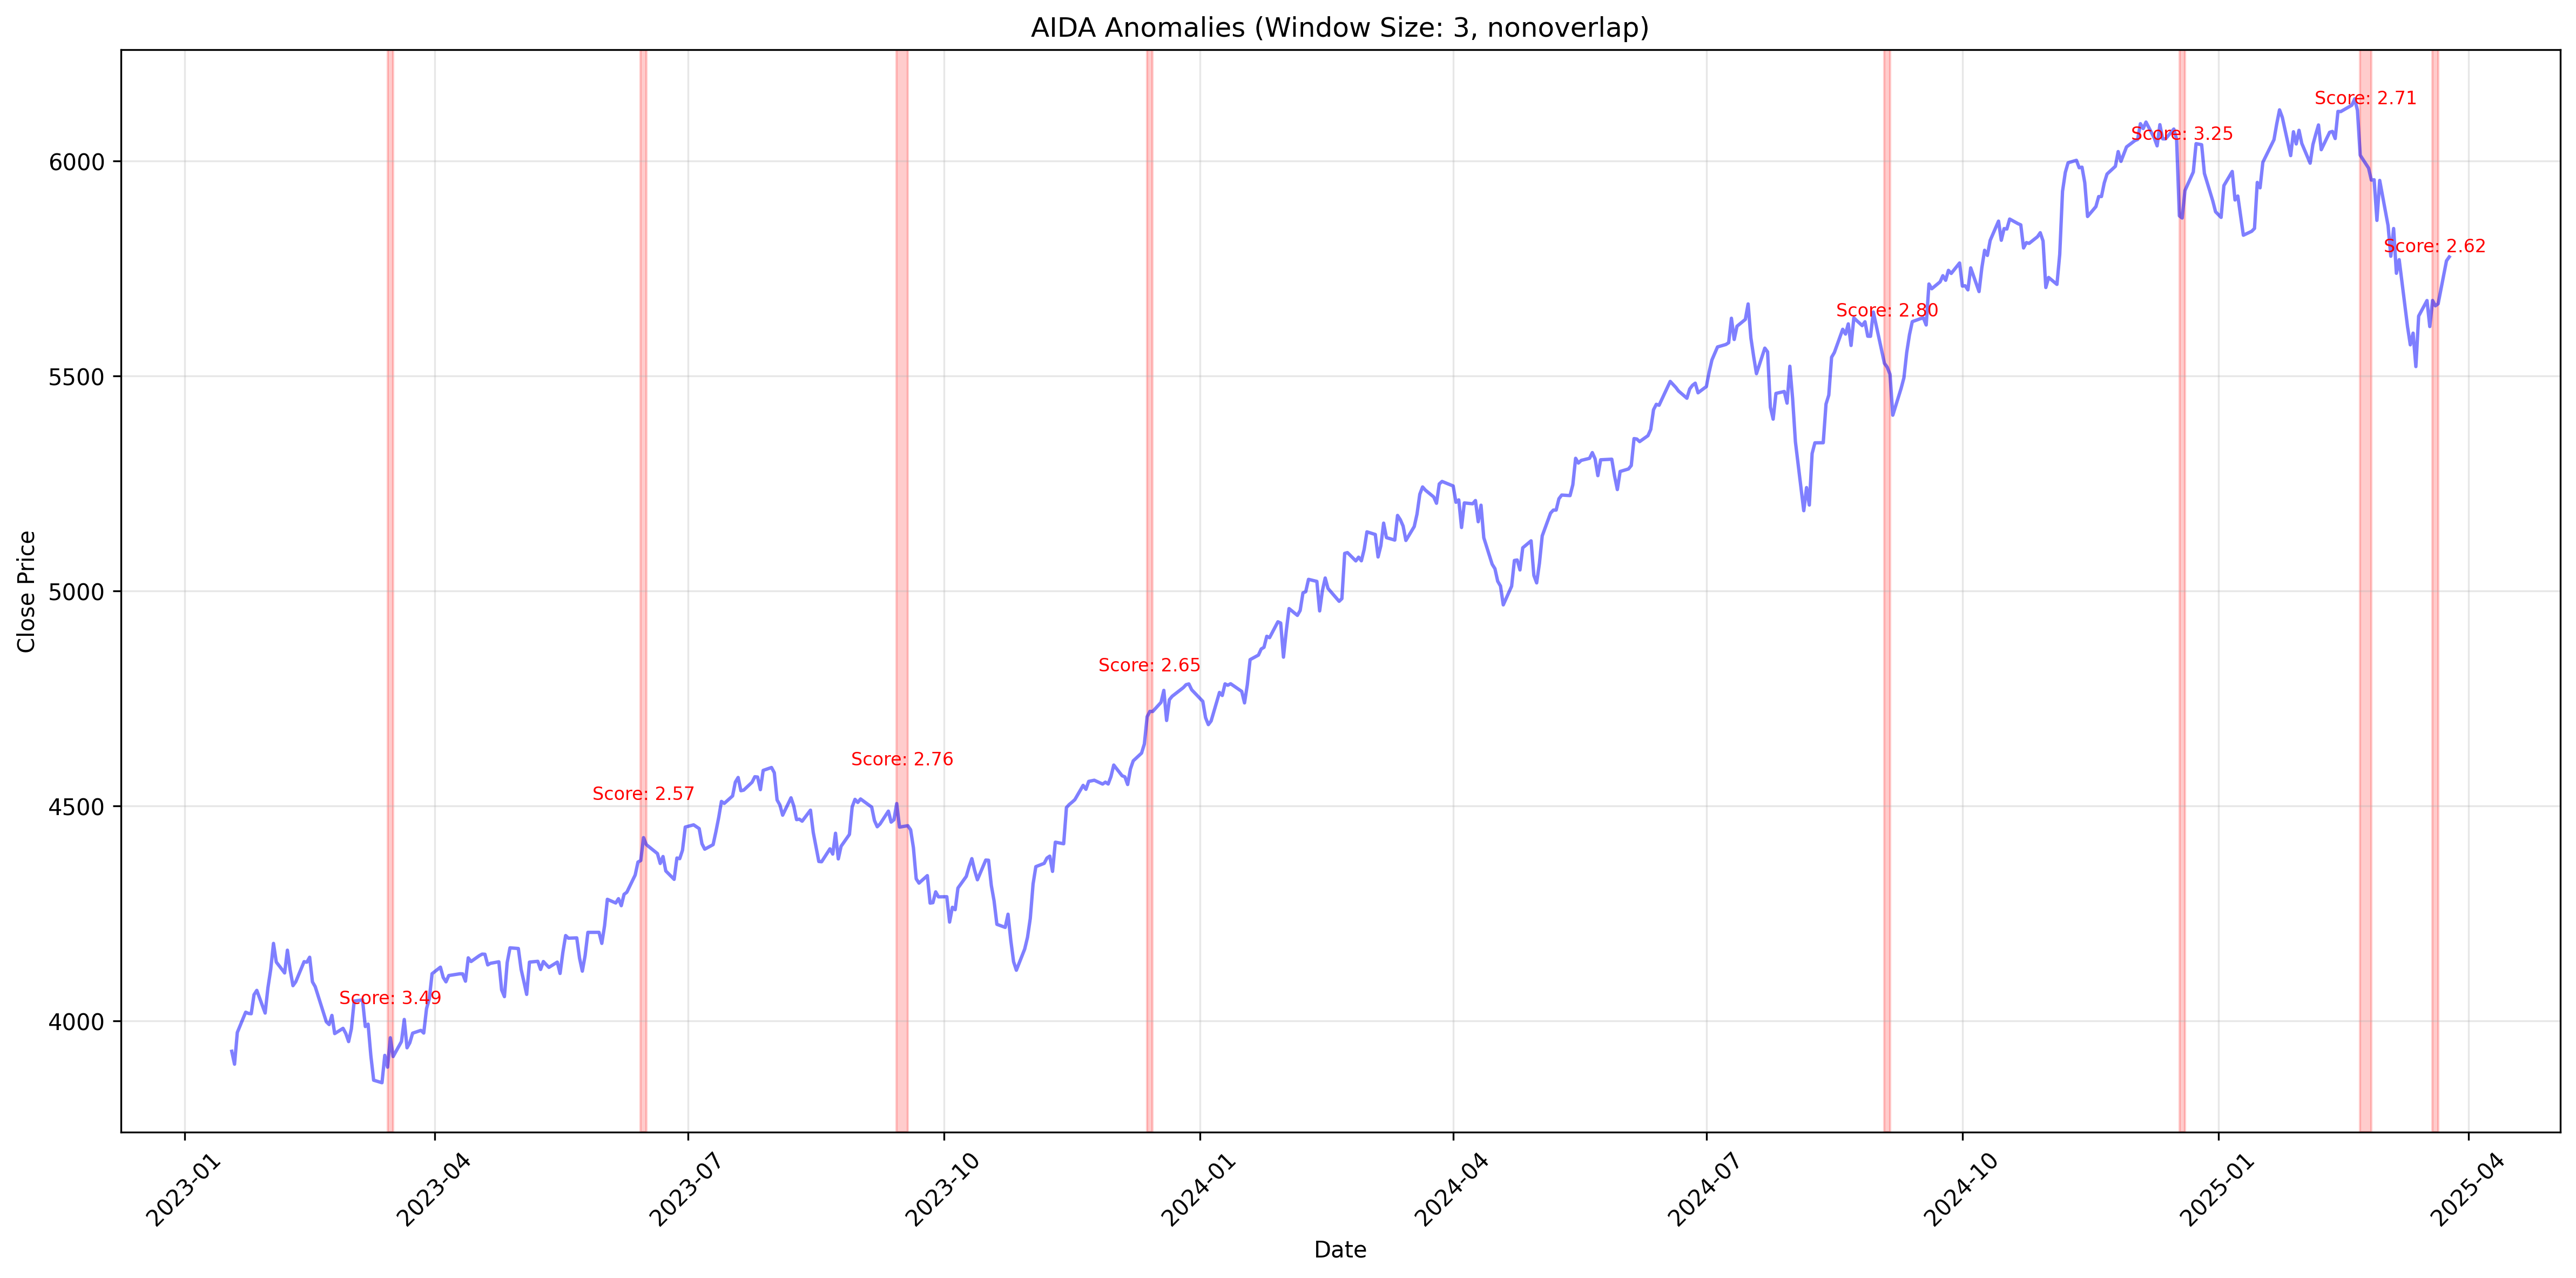 AIDA Anomalies (Window Size: 3, nonoverlap)
Score: 2.71
Score: 3.25
6000
Score: 2.62
Score: 2.80
5500
5000
Score: 2.65
Score: 2.76
Score: 2.57
4500
Score: 3.49
4000
Close Price
2023-01
2023-04
2023-07
2023-10
2024-01
2024-04
2024-07
2024-10
2025-01
2025-04
Date